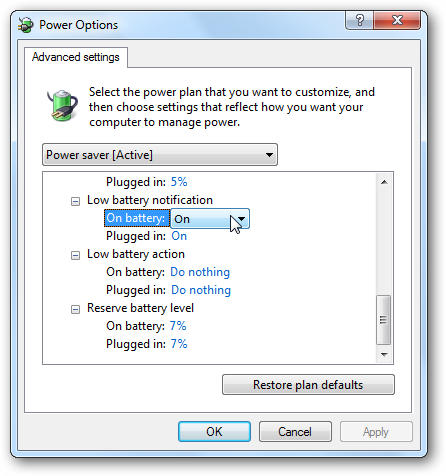 Power Options
Advanced settings
Select the power plan that you want to customize, and
then choose settings that reflect how you want your
computer to manage power.
Power saver [Active]
Plugged in: 5%
Low battery notification
On battery: On
Plugged in: On
Low battery action
On battery: Do nothing
Plugged in: Do nothing
Reserve battery level
On battery: 7%
Plugged in: 7%
Restore plan defaults
OK Cancel Apply